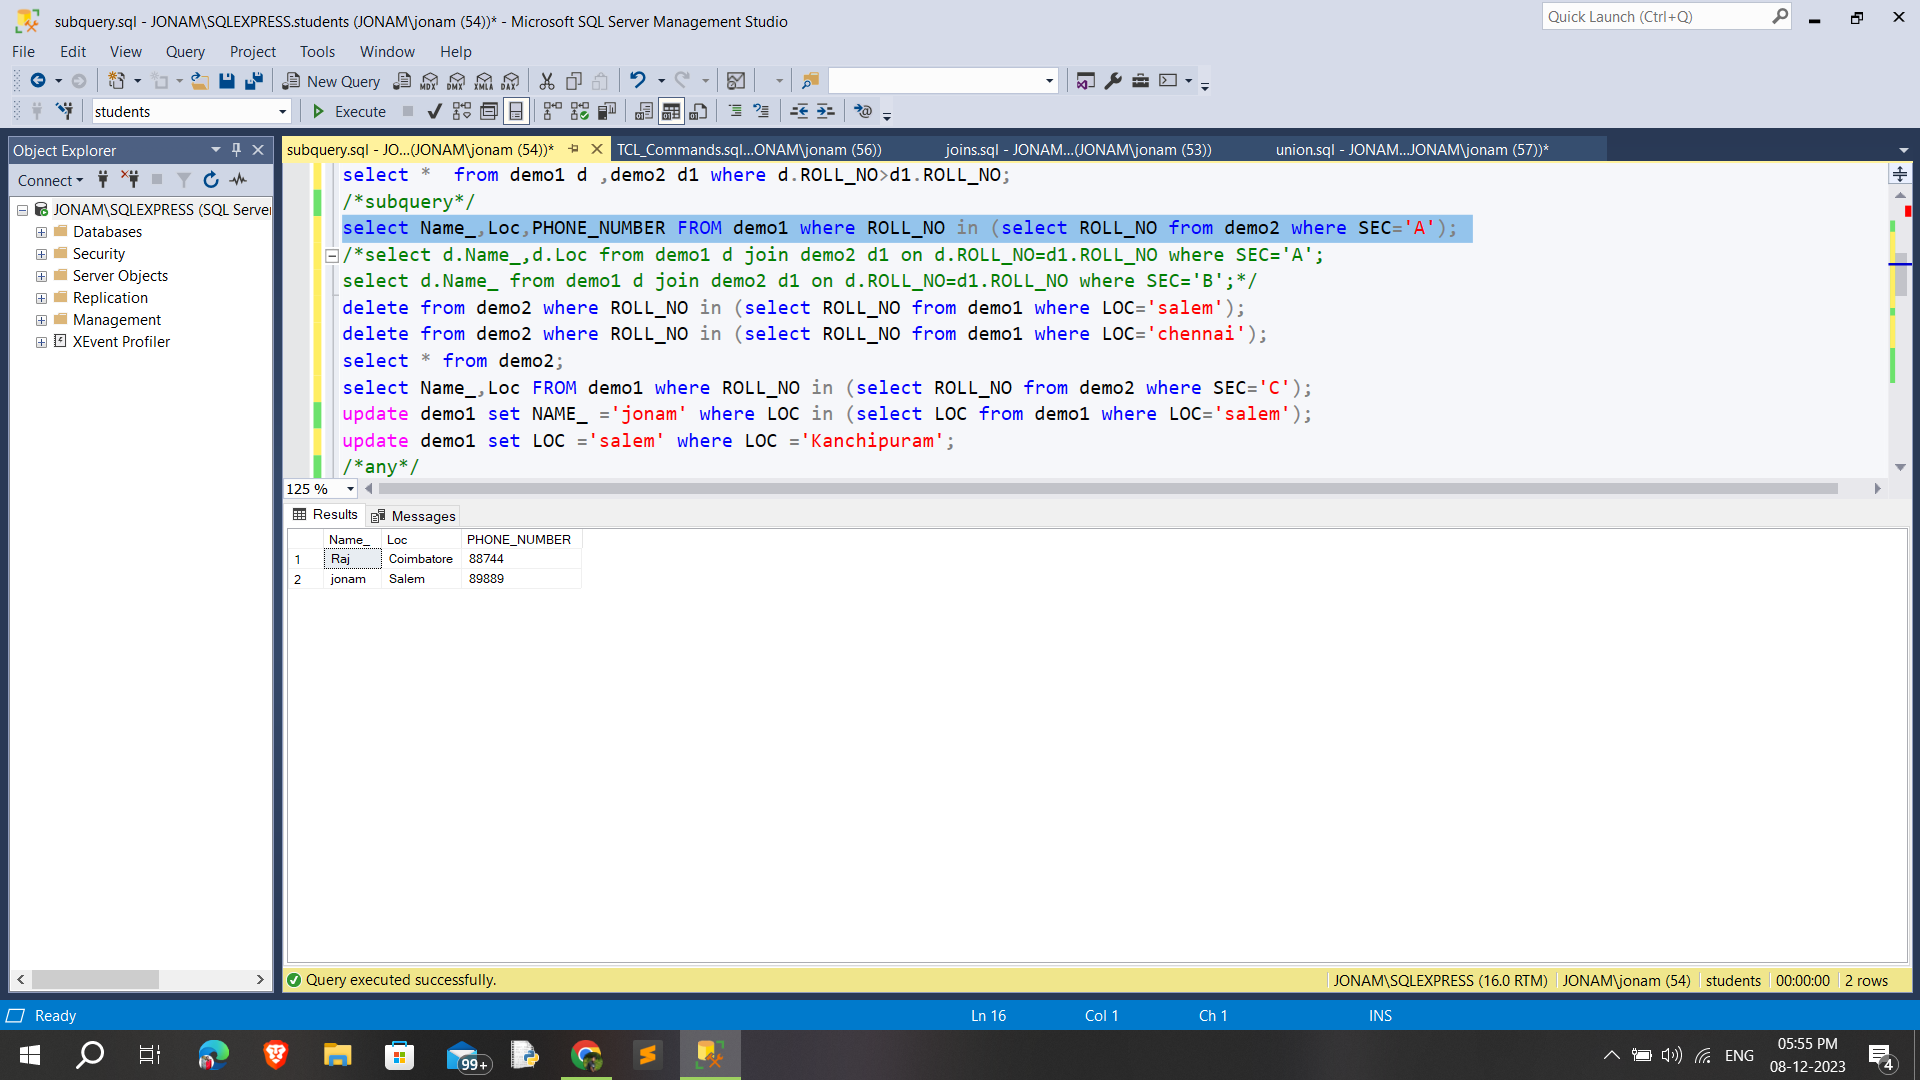 subquery.sql - JONAM\SQLEXPRESS.students (JONAM\jonam (54))* - Microsoft SQL Server Management Studio
Quick Launch (Ctrl+Q)
File Edit View Query Project Tools Window Help
New Query MDX DMX XMLA DAX
students Execute
Object Explorer
subquery.sql - JO...(JONAM\jonam (54))* TCL_Commands.sql...ONAM\jonam (56)) joins.sql - JONAM...(JONAM\jonam (53)) union.sql - JONAM...JONAM\jonam (57))*
Connect
JONAM\SQLEXPRESS (SQL Server
Databases
Security
Server Objects
Replication
Management
XEvent Profiler
select *  from demo1 d ,demo2 d1 where d.ROLL_NO>d1.ROLL_NO;
/*subquery*/
select Name_,Loc,PHONE_NUMBER FROM demo1 where ROLL_NO in (select ROLL_NO from demo2 where SEC='A');
/*select d.Name_,d.Loc from demo1 d join demo2 d1 on d.ROLL_NO=d1.ROLL_NO where SEC='A';
select d.Name_ from demo1 d join demo2 d1 on d.ROLL_NO=d1.ROLL_NO where SEC='B';*/
delete from demo2 where ROLL_NO in (select ROLL_NO from demo1 where LOC='salem');
delete from demo2 where ROLL_NO in (select ROLL_NO from demo1 where LOC='chennai');
select * from demo2;
select Name_,Loc FROM demo1 where ROLL_NO in (select ROLL_NO from demo2 where SEC='C');
update demo1 set NAME_ ='jonam' where LOC in (select LOC from demo1 where LOC='salem');
update demo1 set LOC ='salem' where LOC ='Kanchipuram';
/*any*/
125 %
Results Messages
Name_ Loc PHONE_NUMBER
1 Raj Coimbatore 88744
2 jonam Salem 89889
Query executed successfully.
JONAM\SQLEXPRESS (16.0 RTM) JONAM\jonam (54) students 00:00:00 2 rows
Ready Ln 16 Col 1 Ch 1 INS
99+
ENG
05:55 PM
08-12-2023
4